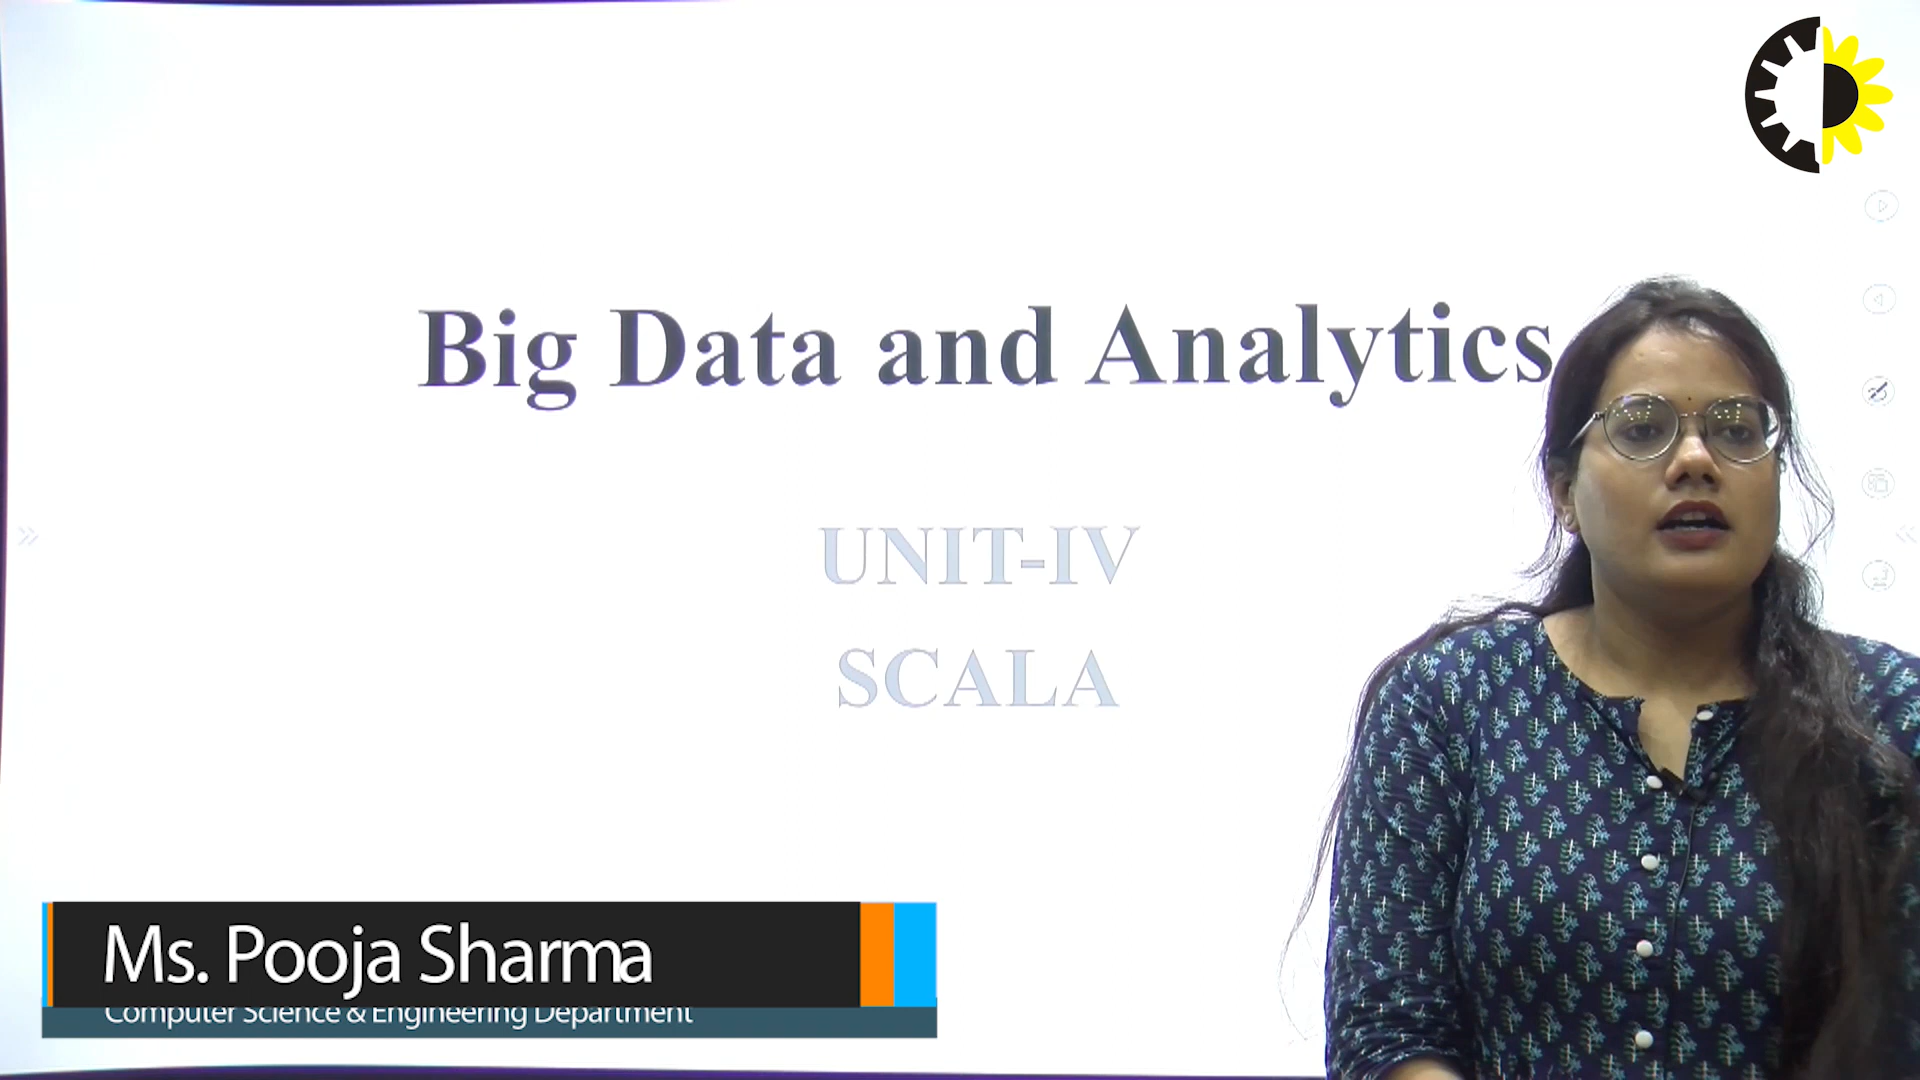 Big Data and Analytics
UNIT-IV
SCALA
Ms. Pooja Sharma
Computer Science & Engineering Department